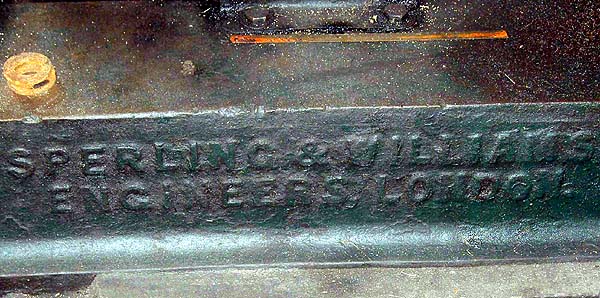 SPERLING & WILLIAMS
ENGINEERS, LONDON.